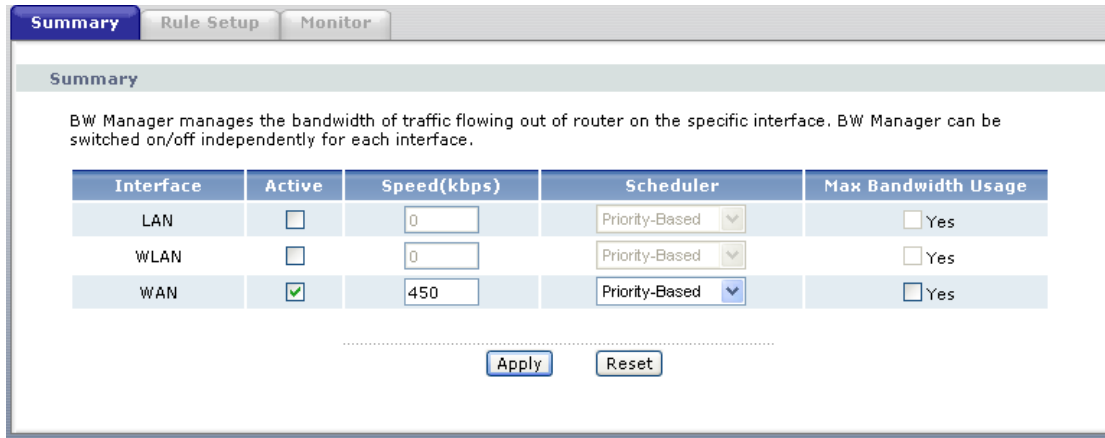 Summary Rule Setup Monitor
Summary
BW Manager manages the bandwidth of traffic flowing out of router on the specific interface. BW Manager can be
switched on/off independently for each interface.
Interface Active Speed(kbps) Scheduler Max Bandwidth Usage
LAN 0 Priority-Based Yes
WLAN 0 Priority-Based Yes
WAN 450 Priority-Based Yes
Apply Reset